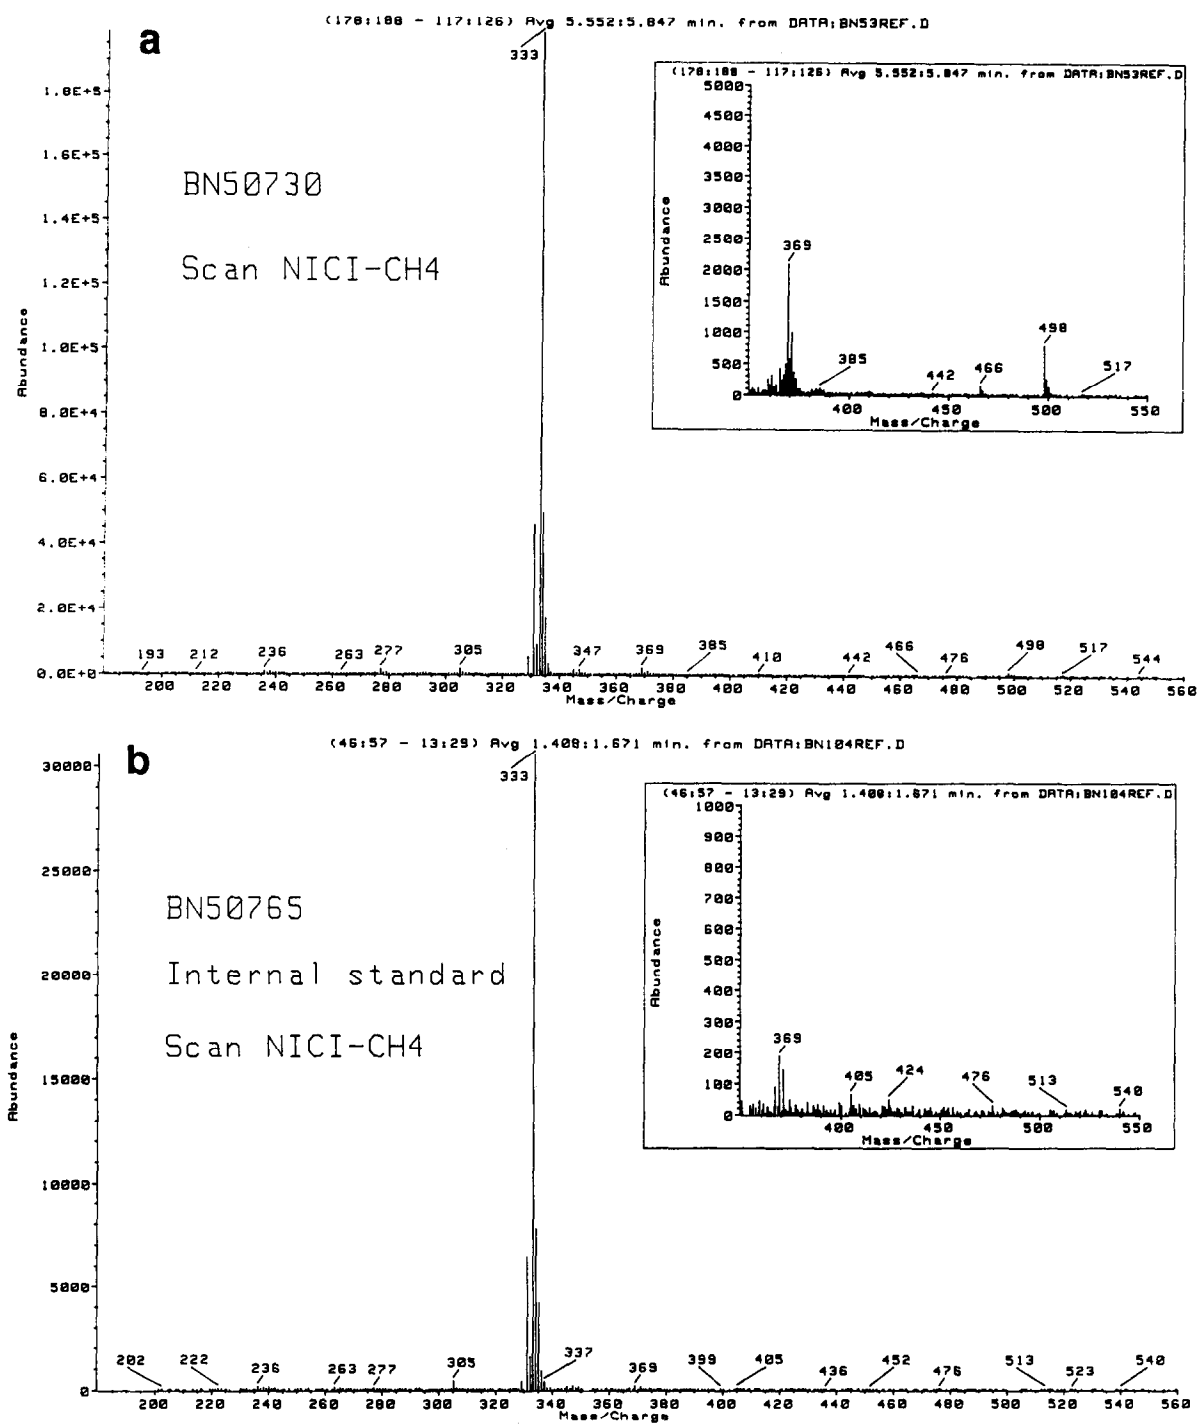 a
(178:188 - 117:126) Avg 5.552:5.847 min. from DATA:BN53REF.D
333
BN50730
Scan NICI-CH4
Abundance
1.8E+5
1.6E+5
1.4E+5
1.2E+5
1.0E+5
8.0E+4
6.0E+4
4.0E+4
2.0E+4
0.0E+0
193 212 236 263 277 305 347 369 385 410 442 466 476 498 517 544
200 220 240 260 280 300 320 340 360 380 400 420 440 460 480 500 520 540 560
Mass/Charge
(178:188 - 117:126) Avg 5.552:5.847 min. from DATA:BN53REF.D
Abundance
5000
4500
4000
3500
3000
2500
2000
1500
1000
500
0
369 385 442 466 498 517
400 450 500 550
Mass/Charge
b
(46:57 - 13:29) Avg 1.408:1.671 min. from DATA:BN104REF.D
333
BN50765
Internal standard
Scan NICI-CH4
Abundance
30000
25000
20000
15000
10000
5000
0
202 222 236 263 277 305 337 369 399 405 436 452 476 513 523 540
200 220 240 260 280 300 320 340 360 380 400 420 440 460 480 500 520 540 560
Mass/Charge
(46:57 - 13:29) Avg 1.408:1.671 min. from DATA:BN104REF.D
Abundance
1000
900
800
700
600
500
400
300
200
100
0
369 405 424 476 513 540
400 450 500 550
Mass/Charge